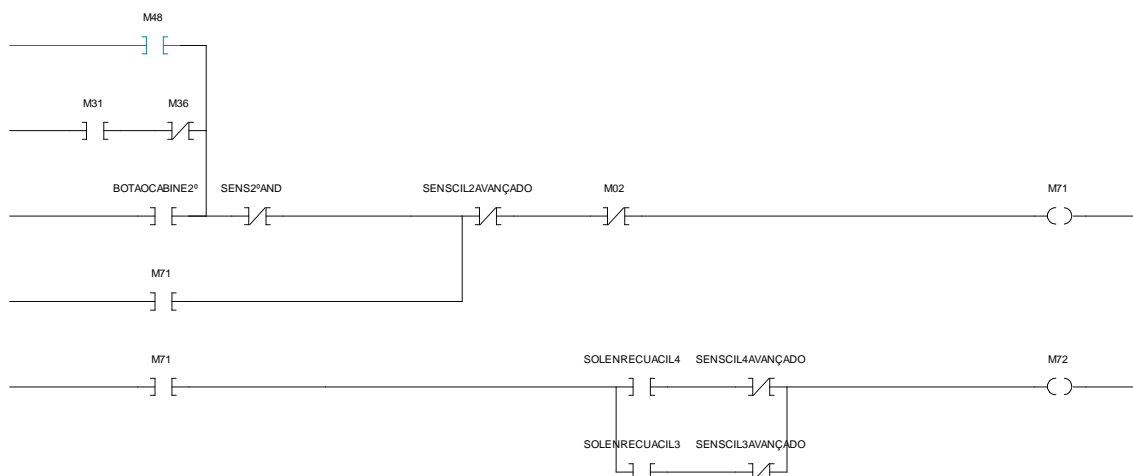 M48
M31 M36
BOTAOCABINE2º SENS2ºAND SENSCIL2AVANÇADO M02 M71
M71
M71 SOLENRECUACIL4 SENSCIL4AVANÇADO M72
SOLENRECUACIL3 SENSCIL3AVANÇADO